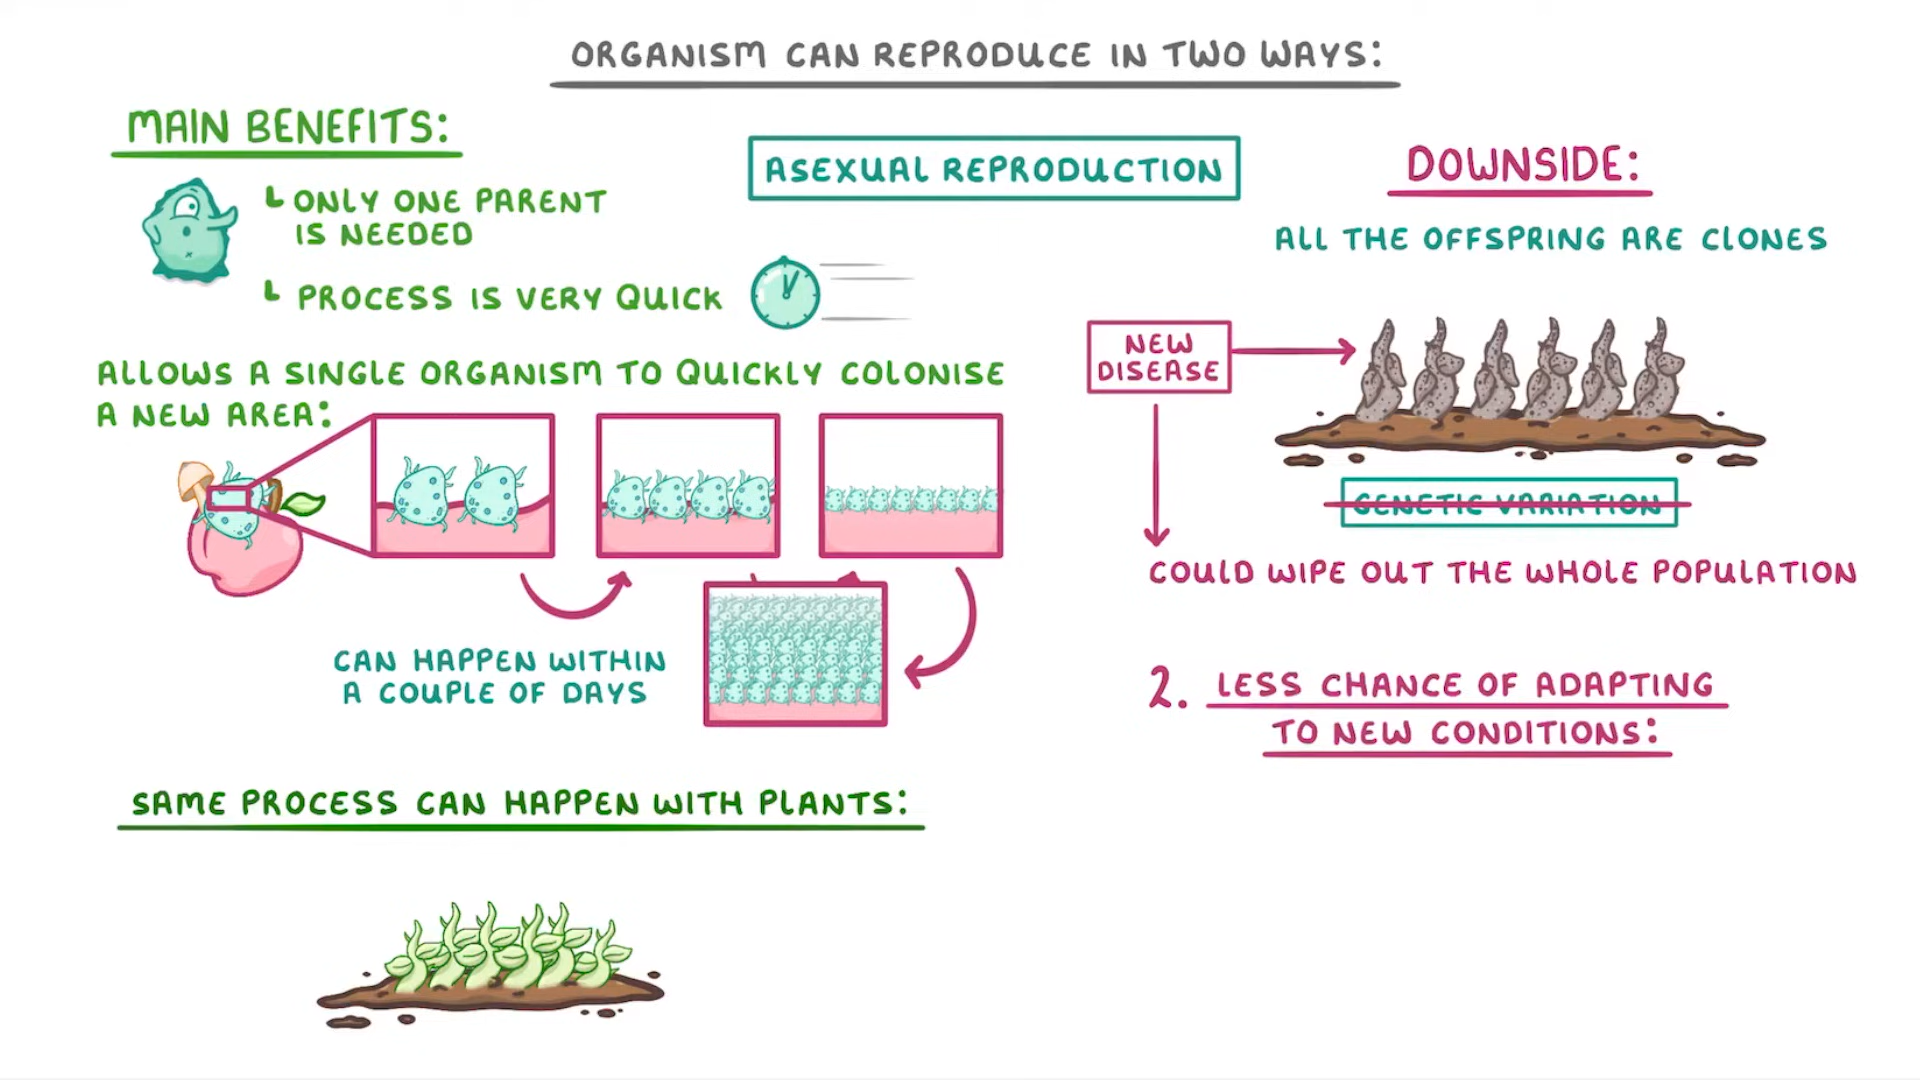 ORGANISM CAN REPRODUCE IN TWO WAYS:
MAIN BENEFITS:
ONLY ONE PARENT
IS NEEDED
PROCESS IS VERY QUICK
ALLOWS A SINGLE ORGANISM TO QUICKLY COLONISE
A NEW AREA:
CAN HAPPEN WITHIN
A COUPLE OF DAYS
SAME PROCESS CAN HAPPEN WITH PLANTS:
ASEXUAL REPRODUCTION
DOWNSIDE:
ALL THE OFFSPRING ARE CLONES
NEW
DISEASE
GENETIC VARIATION
COULD WIPE OUT THE WHOLE POPULATION
2. LESS CHANCE OF ADAPTING
TO NEW CONDITIONS: